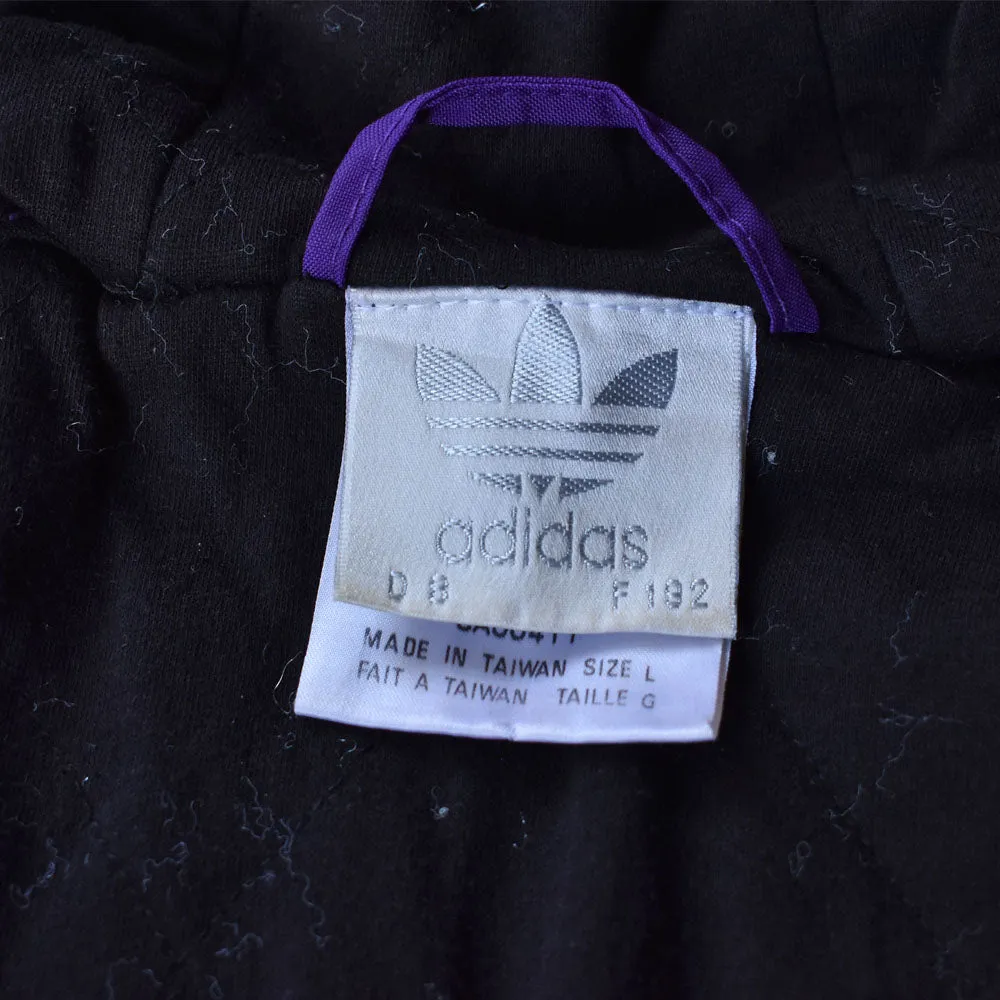 adidas
D 8 F 192
MADE IN TAIWAN SIZE L
FAIT A TAIWAN TAILLE G